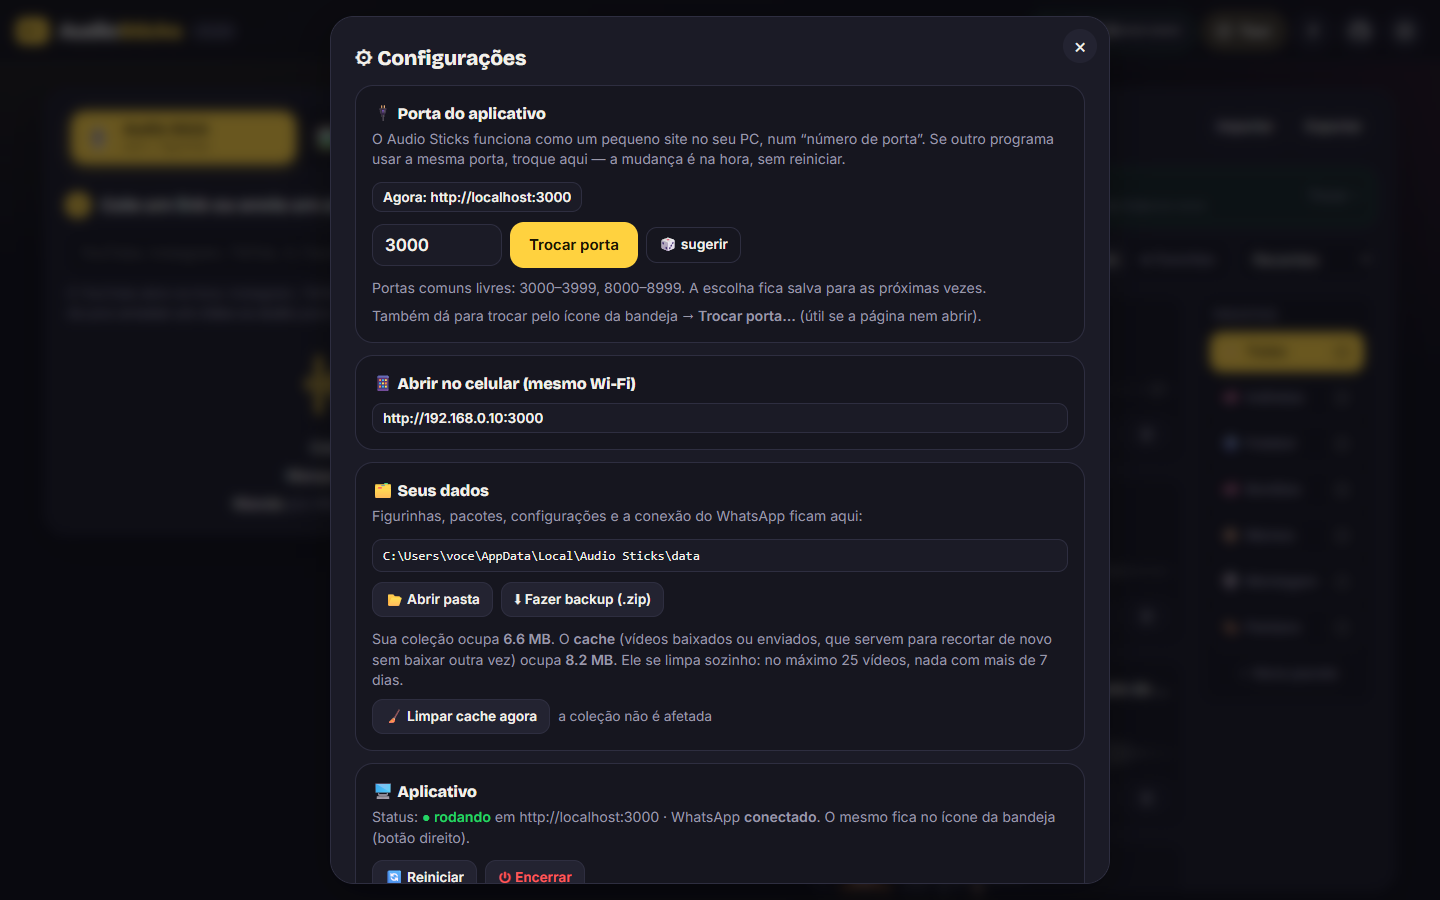 Configurações
Porta do aplicativo
O Audio Sticks funciona como um pequeno site no seu PC, num “número de porta”. Se outro programa
usar a mesma porta, troque aqui — a mudança é na hora, sem reiniciar.
Agora: http://localhost:3000
3000
Trocar porta
sugerir
Portas comuns livres: 3000–3999, 8000–8999. A escolha fica salva para as próximas vezes.
Também dá para trocar pelo ícone da bandeja → Trocar porta... (útil se a página nem abrir).
Abrir no celular (mesmo Wi-Fi)
http://192.168.0.10:3000
Seus dados
Figurinhas, pacotes, configurações e a conexão do WhatsApp ficam aqui:
C:\Users\voce\AppData\Local\Audio Sticks\data
Abrir pasta
Fazer backup (.zip)
Sua coleção ocupa 6.6 MB. O cache (vídeos baixados ou enviados, que servem para recortar de novo
sem baixar outra vez) ocupa 8.2 MB. Ele se limpa sozinho: no máximo 25 vídeos, nada com mais de 7
dias.
Limpar cache agora
a coleção não é afetada
Aplicativo
Status: ● rodando em http://localhost:3000 · WhatsApp conectado. O mesmo fica no ícone da bandeja
(botão direito).
Reiniciar
Encerrar